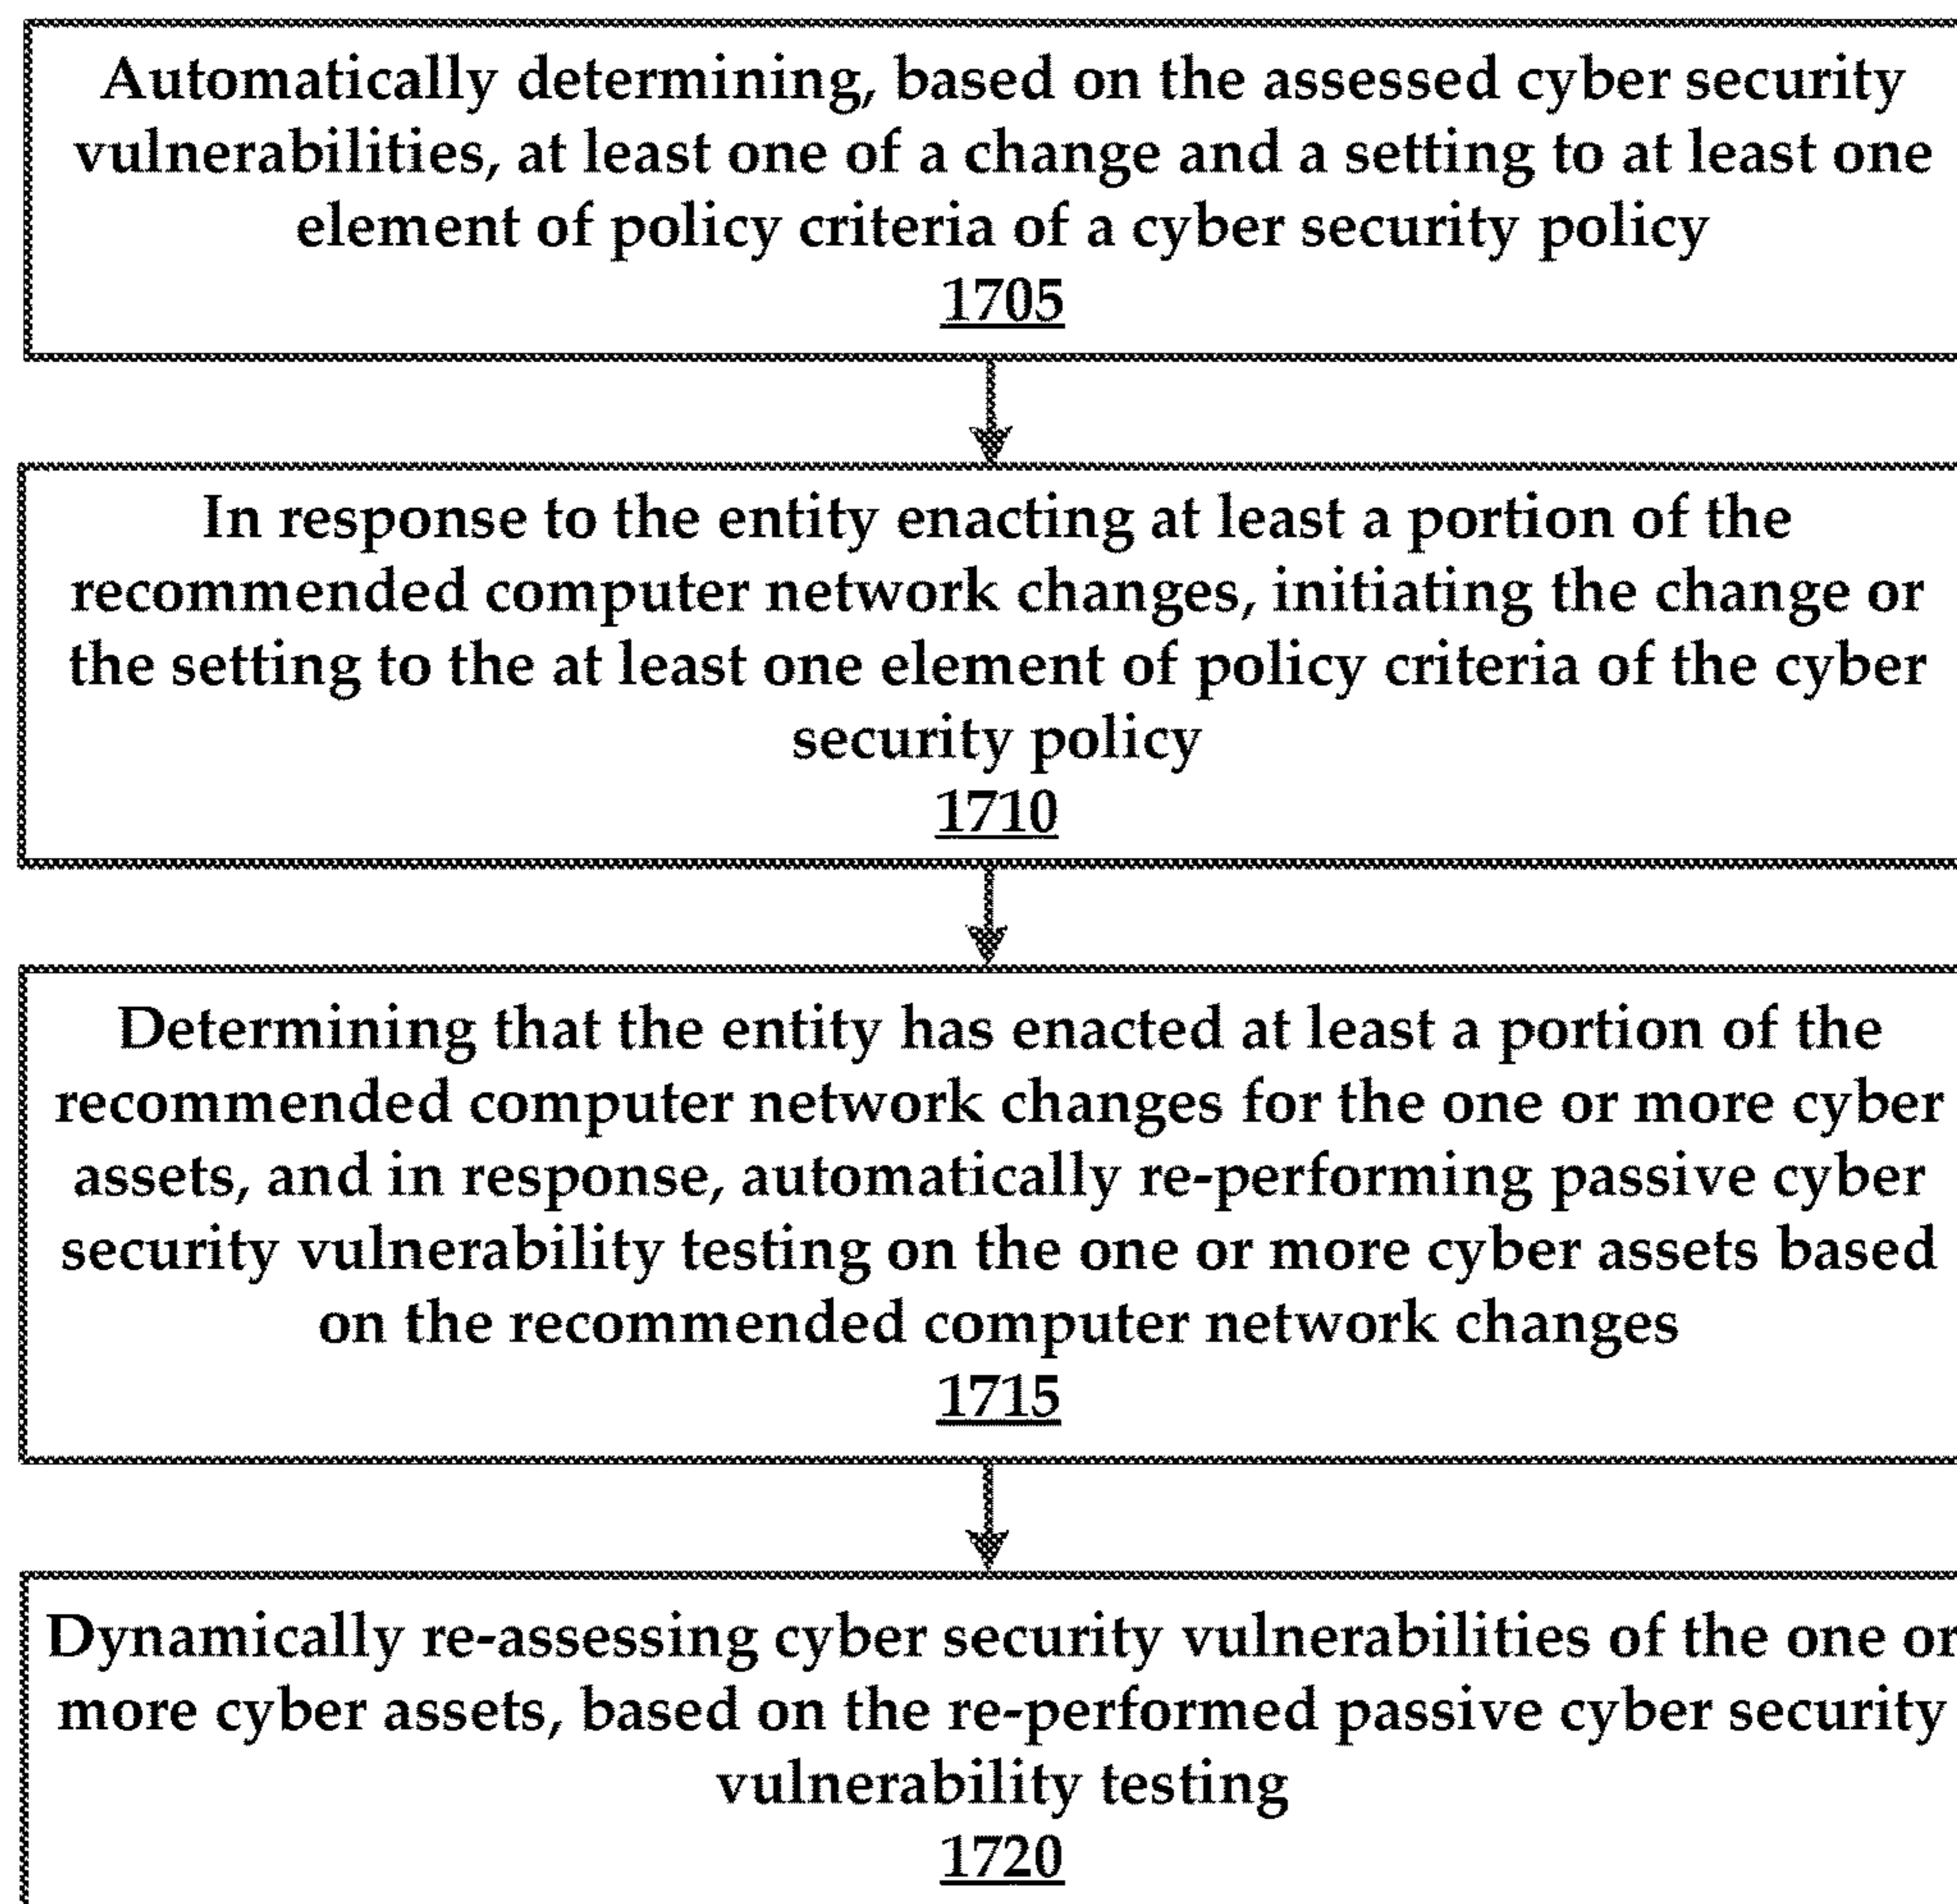 Automatically determining, based on the assessed cyber security
vulnerabilities, at least one of a change and a setting to at least one
element of policy criteria of a cyber security policy
1705
In response to the entity enacting at least a portion of the
recommended computer network changes, initiating the change or
the setting to the at least one element of policy criteria of the cyber
security policy
1710
Determining that the entity has enacted at least a portion of the
recommended computer network changes for the one or more cyber
assets, and in response, automatically re-performing passive cyber
security vulnerability testing on the one or more cyber assets based
on the recommended computer network changes
1715
Dynamically re-assessing cyber security vulnerabilities of the one or
more cyber assets, based on the re-performed passive cyber security
vulnerability testing
1720